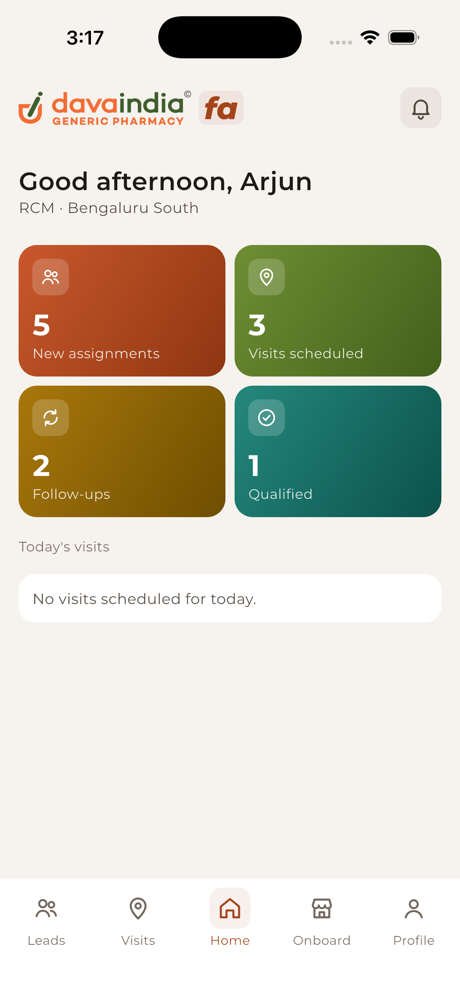 3:17
davaindia©
GENERIC PHARMACY
fa
Good afternoon, Arjun
RCM · Bengaluru South
5
New assignments
3
Visits scheduled
2
Follow-ups
1
Qualified
Today's visits
No visits scheduled for today.
Leads
Visits
Home
Onboard
Profile